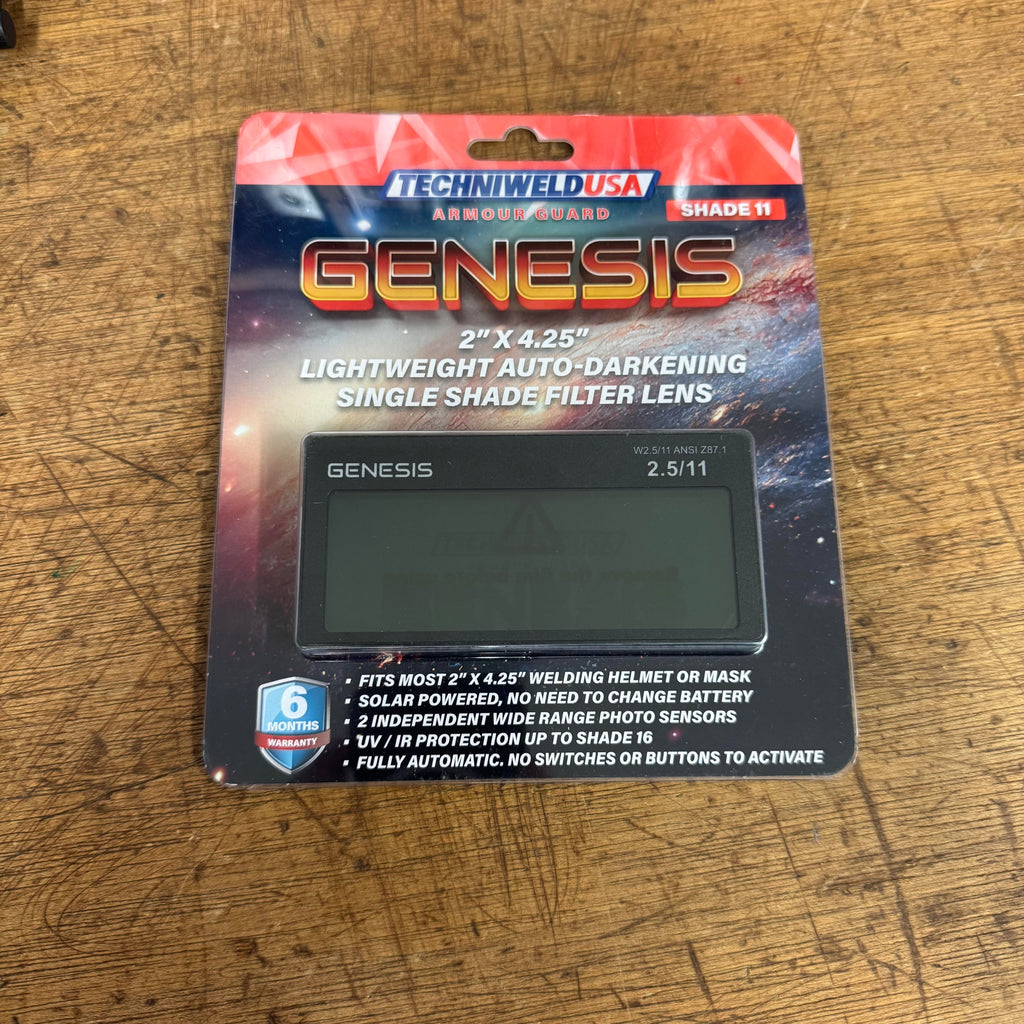 TECHNIWELDUSA
ARMOUR GUARD
SHADE 11
GENESIS
2" X 4.25"
LIGHTWEIGHT AUTO-DARKENING
SINGLE SHADE FILTER LENS
GENESIS
W2.5/11 ANSI Z87.1
2.5/11
TECHNIWELDUSA
6
MONTHS
WARRANTY
▪ FITS MOST 2" X 4.25" WELDING HELMET OR MASK
▪ SOLAR POWERED, NO NEED TO CHANGE BATTERY
▪ 2 INDEPENDENT WIDE RANGE PHOTO SENSORS
▪ UV / IR PROTECTION UP TO SHADE 16
▪ FULLY AUTOMATIC. NO SWITCHES OR BUTTONS TO ACTIVATE